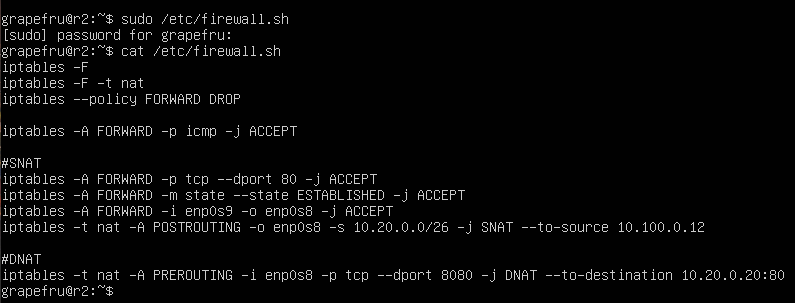 grapefru@r2:~$ sudo /etc/firewall.sh
[sudo] password for grapefru:
grapefru@r2:~$ cat /etc/firewall.sh
iptables -F
iptables -F -t nat
iptables --policy FORWARD DROP
iptables -A FORWARD -p icmp -j ACCEPT
#SNAT
iptables -A FORWARD -p tcp --dport 80 -j ACCEPT
iptables -A FORWARD -m state --state ESTABLISHED -j ACCEPT
iptables -A FORWARD -i enp0s9 -o enp0s8 -j ACCEPT
iptables -t nat -A POSTROUTING -o enp0s8 -s 10.20.0.0/26 -j SNAT --to-source 10.100.0.12
#DNAT
iptables -t nat -A PREROUTING -i enp0s8 -p tcp --dport 8080 -j DNAT --to-destination 10.20.0.20:80
grapefru@r2:~$